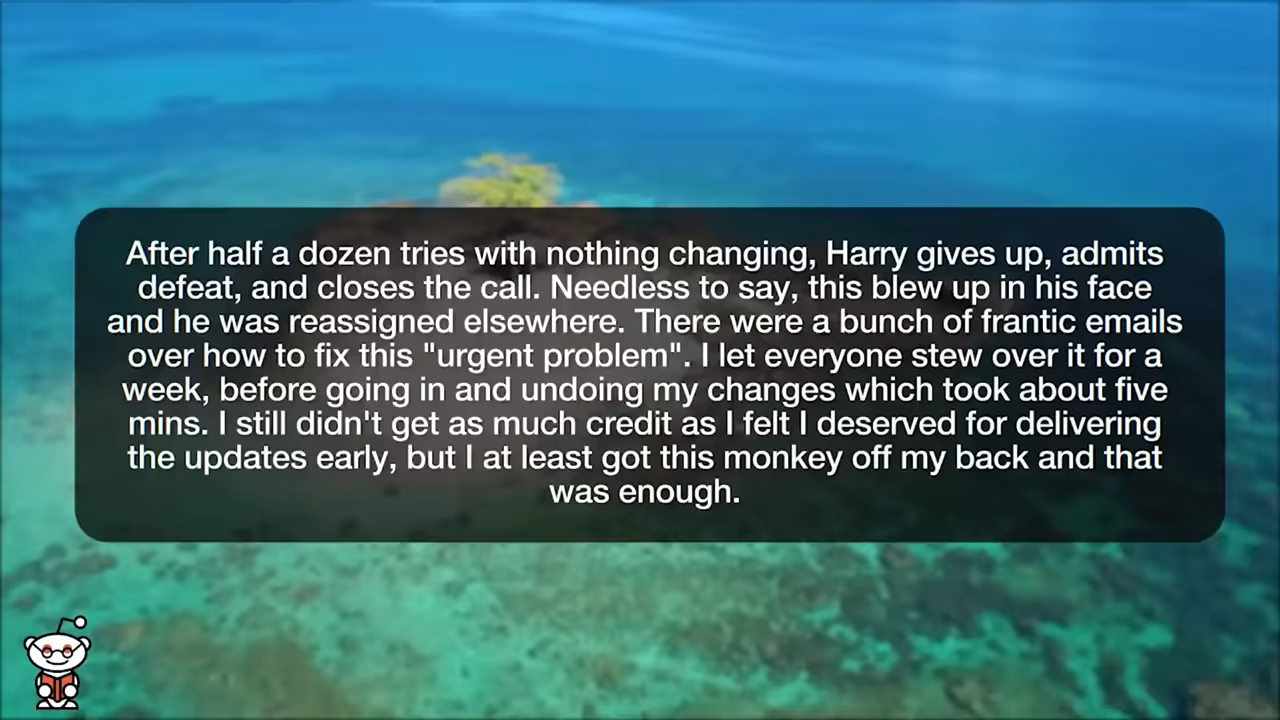 After half a dozen tries with nothing changing, Harry gives up, admits
defeat, and closes the call. Needless to say, this blew up in his face
and he was reassigned elsewhere. There were a bunch of frantic emails
over how to fix this "urgent problem". I let everyone stew over it for a
week, before going in and undoing my changes which took about five
mins. I still didn't get as much credit as I felt I deserved for delivering
the updates early, but I at least got this monkey off my back and that
was enough.